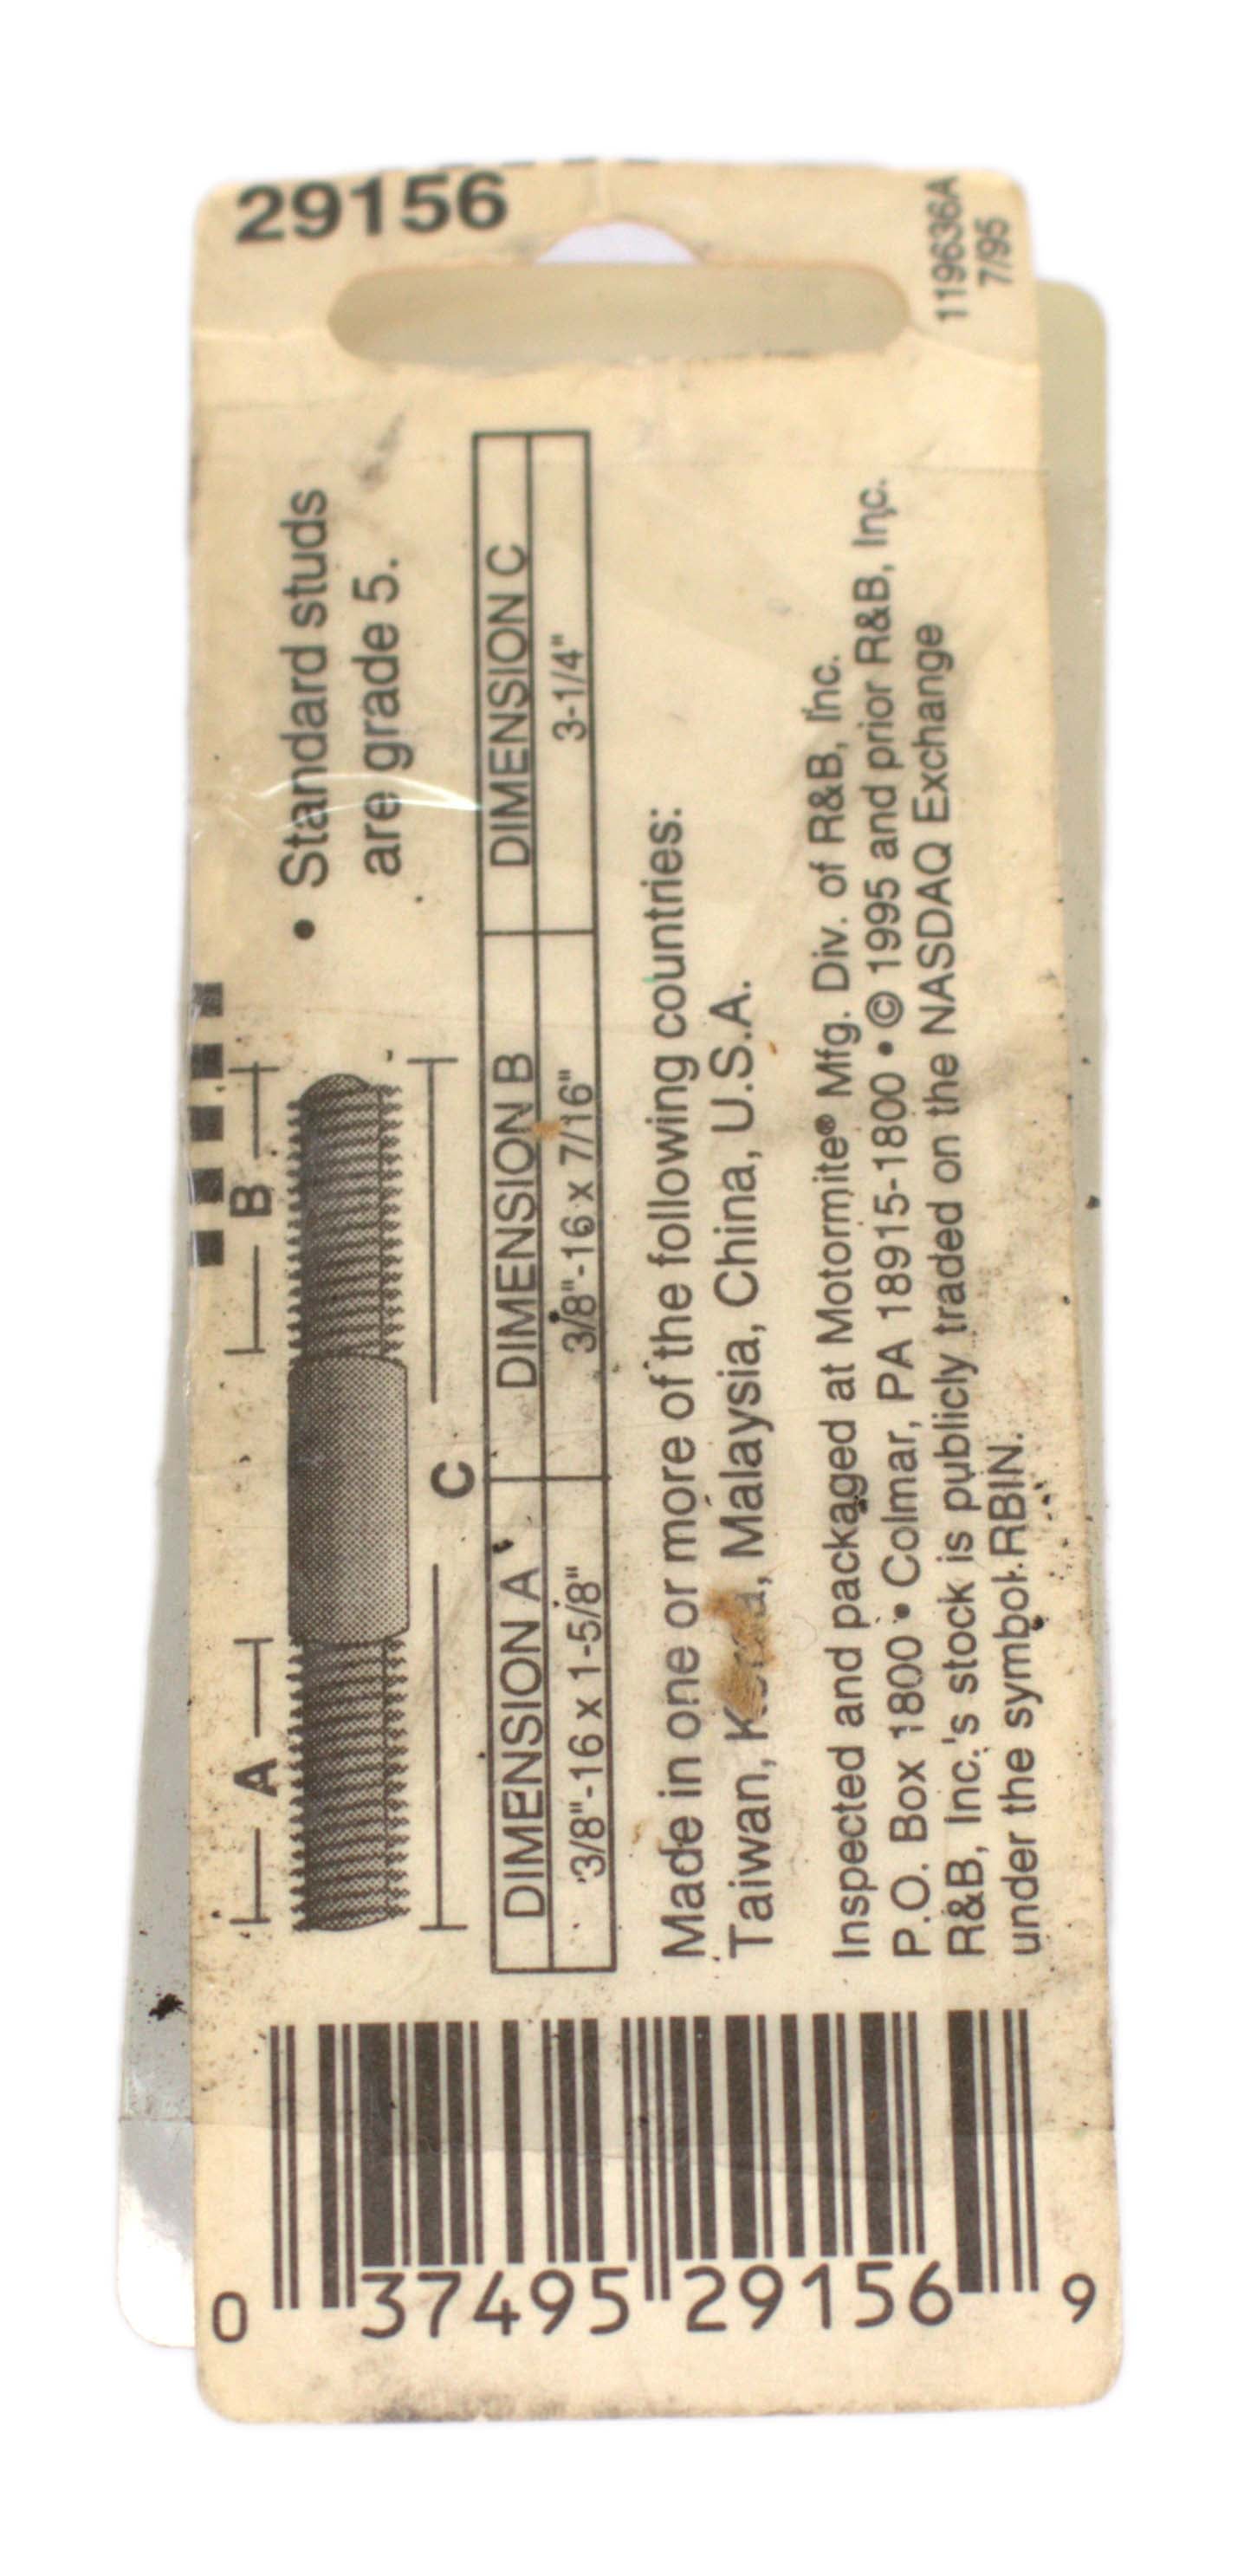 29156
119636A
7/95
• Standard studs
are grade 5.
A
B
C
DIMENSION A DIMENSION B DIMENSION C
3/8"-16 x 1-5/8" 3/8"-16 x 7/16" 3-1/4"
Made in one or more of the following countries:
Taiwan, Korea, Malaysia, China, U.S.A.
Inspected and packaged at Motormite® Mfg. Div. of R&B, Inc.
P.O. Box 1800 • Colmar, PA 18915-1800 • © 1995 and prior R&B, Inc.
R&B, Inc.'s stock is publicly traded on the NASDAQ Exchange
under the symbol RBIN.
0 37495 29156 9